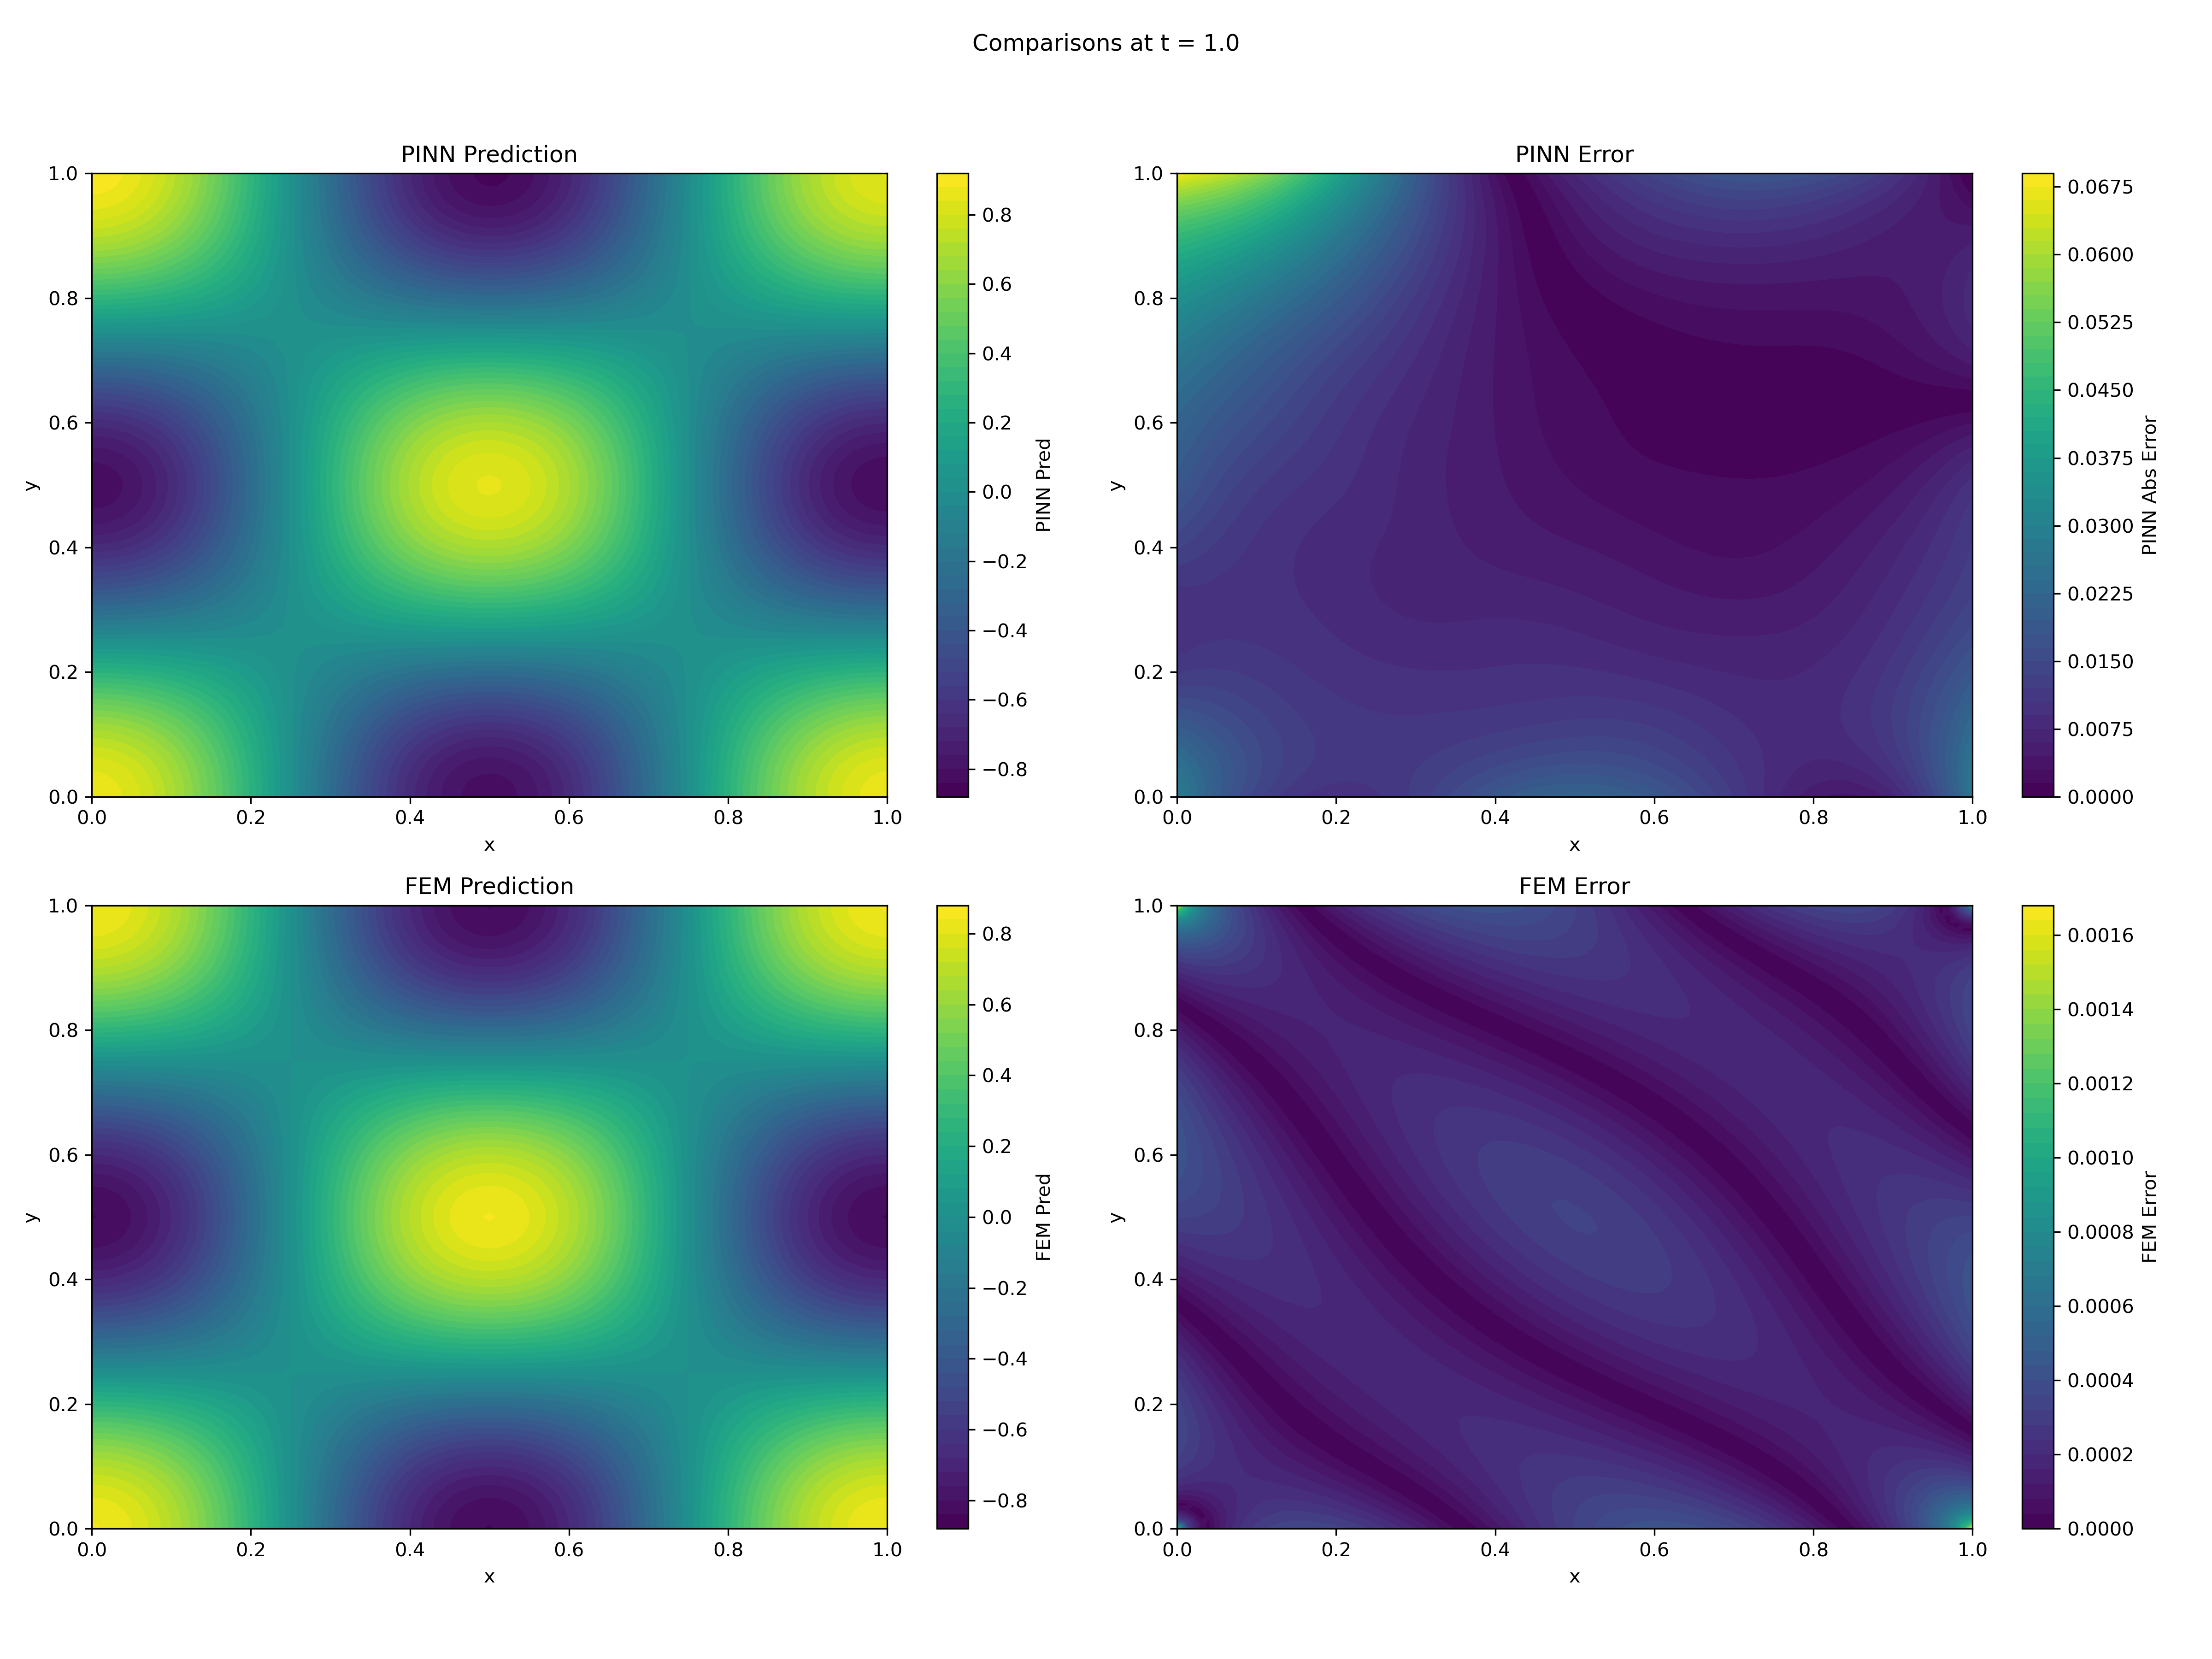 Comparisons at t = 1.0
PINN Prediction
1.0
0.8
0.6
0.4
0.2
0.0
y
0.0 0.2 0.4 0.6 0.8 1.0
x
0.8
0.6
0.4
0.2
0.0
−0.2
−0.4
−0.6
−0.8
PINN Pred
PINN Error
1.0
0.8
0.6
0.4
0.2
0.0
y
0.0 0.2 0.4 0.6 0.8 1.0
x
0.0675
0.0600
0.0525
0.0450
0.0375
0.0300
0.0225
0.0150
0.0075
0.0000
PINN Abs Error
FEM Prediction
1.0
0.8
0.6
0.4
0.2
0.0
y
0.0 0.2 0.4 0.6 0.8 1.0
x
0.8
0.6
0.4
0.2
0.0
−0.2
−0.4
−0.6
−0.8
FEM Pred
FEM Error
1.0
0.8
0.6
0.4
0.2
0.0
y
0.0 0.2 0.4 0.6 0.8 1.0
x
0.0016
0.0014
0.0012
0.0010
0.0008
0.0006
0.0004
0.0002
0.0000
FEM Error